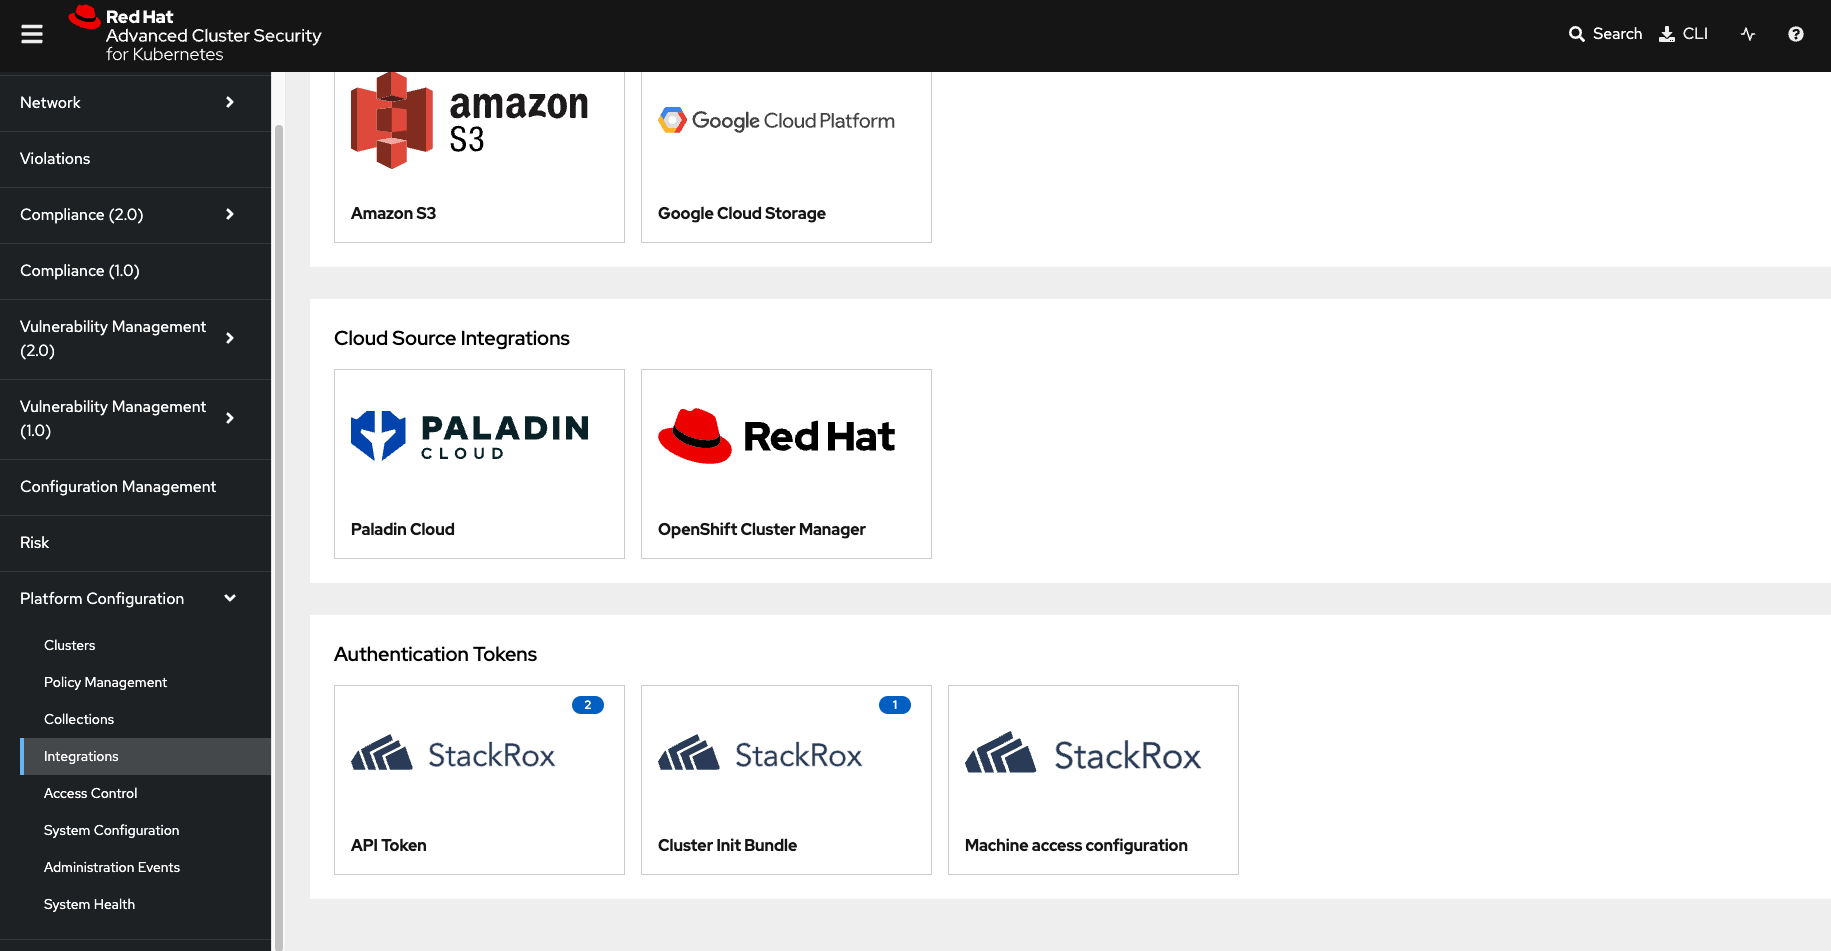 Red Hat
Advanced Cluster Security
for Kubernetes
Search
CLI
Network
Violations
Compliance (2.0)
Compliance (1.0)
Vulnerability Management
(2.0)
Vulnerability Management
(1.0)
Configuration Management
Risk
Platform Configuration
Clusters
Policy Management
Collections
Integrations
Access Control
System Configuration
Administration Events
System Health
amazon
S3
Amazon S3
Google Cloud Platform
Google Cloud Storage
Cloud Source Integrations
PALADIN
CLOUD
Paladin Cloud
Red Hat
OpenShift Cluster Manager
Authentication Tokens
2
StackRox
API Token
1
StackRox
Cluster Init Bundle
StackRox
Machine access configuration